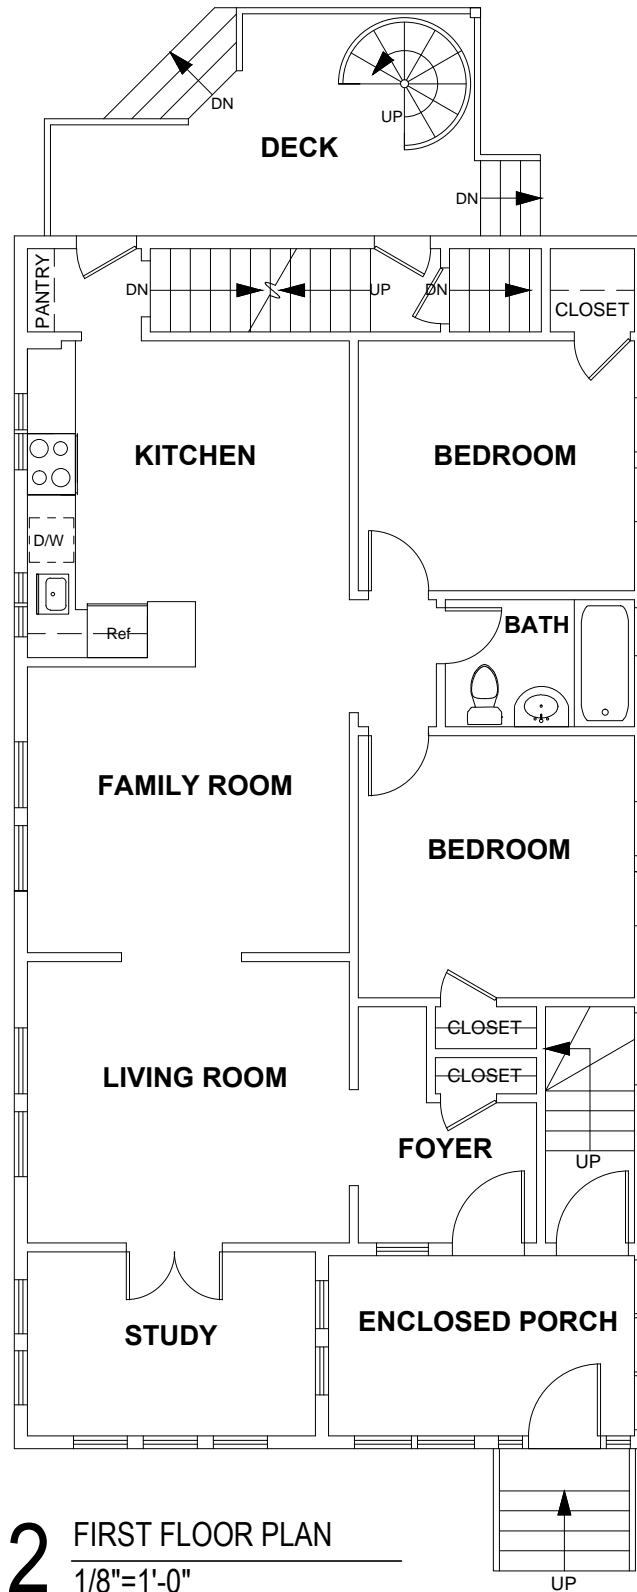 UP
DN
DECK
DN
PANTRY
DN
UP
DN
CLOSET
KITCHEN
BEDROOM
D/W
BATH
Ref
FAMILY ROOM
BEDROOM
CLOSET
LIVING ROOM
CLOSET
FOYER
UP
STUDY
ENCLOSED PORCH
2
FIRST FLOOR PLAN
1/8"=1'-0"
UP